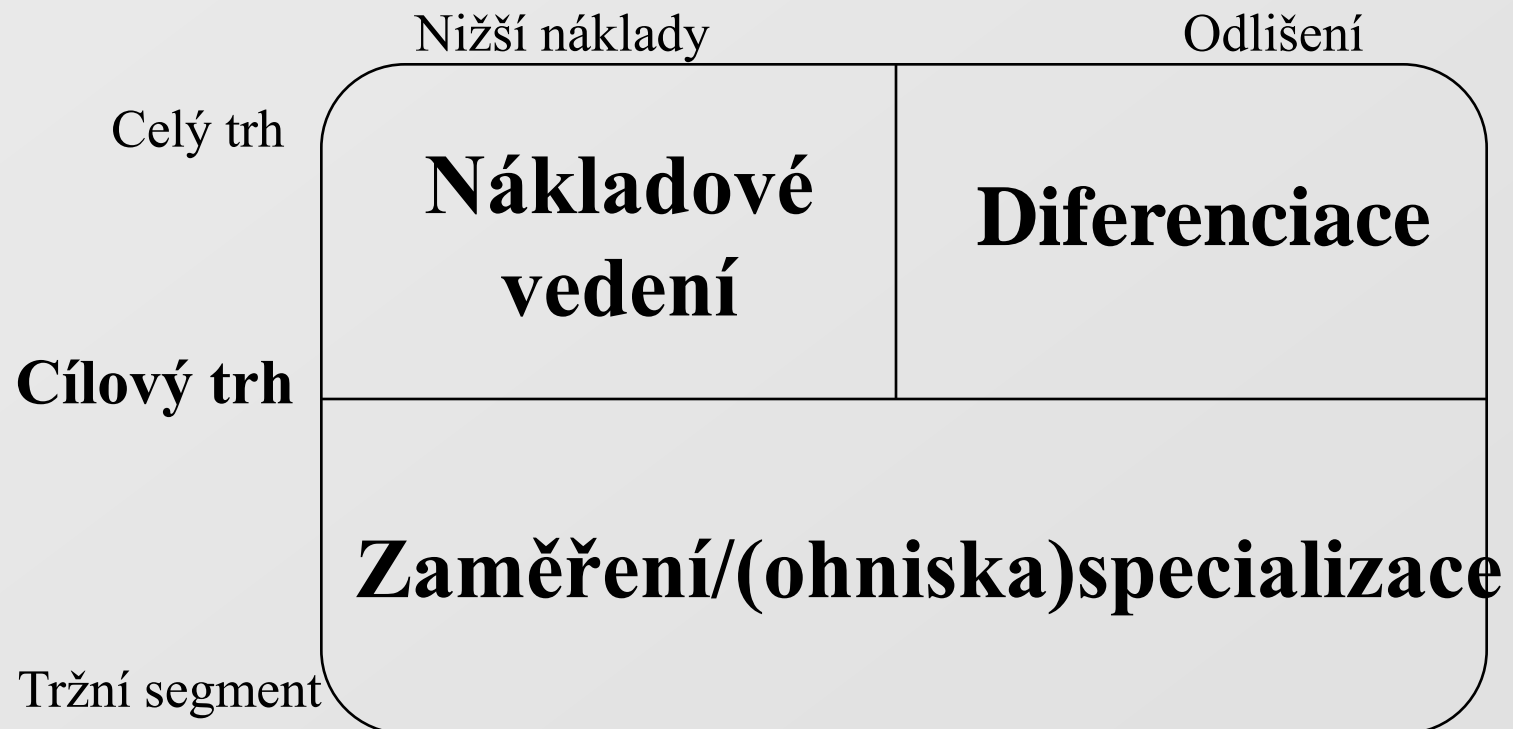 Nižší náklady
Odlišení
Celý trh
Nákladové
vedení
Diferenciace
Cílový trh
Zaměření/(ohniska)specializace
Tržní segment